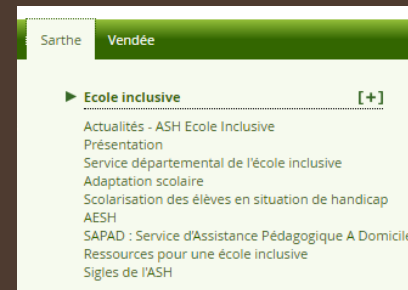 Sarthe Vendée
Ecole inclusive [+]
Actualités - ASH Ecole Inclusive
Présentation
Service départemental de l'école inclusive
Adaptation scolaire
Scolarisation des élèves en situation de handicap
AESH
SAPAD : Service d'Assistance Pédagogique A Domicile
Ressources pour une école inclusive
Sigles de l'ASH